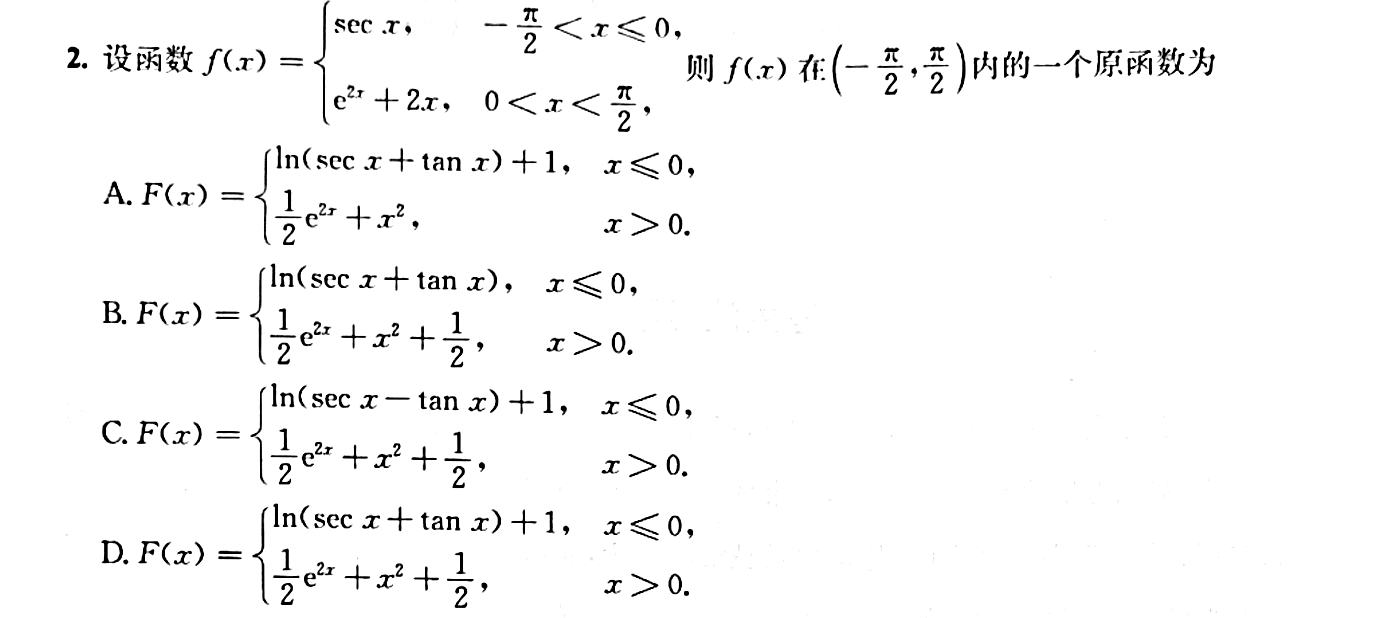 2. 设函数 f(x) = { sec x, −π/2 < x ⩽ 0, e^{2x} + 2x, 0 < x < π/2, 则 f(x) 在(−π/2, π/2)内的一个原函数为
A. F(x) = { ln(sec x + tan x) + 1, x ⩽ 0, 1/2 e^{2x} + x², x > 0.
B. F(x) = { ln(sec x + tan x), x ⩽ 0, 1/2 e^{2x} + x² + 1/2, x > 0.
C. F(x) = { ln(sec x − tan x) + 1, x ⩽ 0, 1/2 e^{2x} + x² + 1/2, x > 0.
D. F(x) = { ln(sec x + tan x) + 1, x ⩽ 0, 1/2 e^{2x} + x² + 1/2, x > 0.